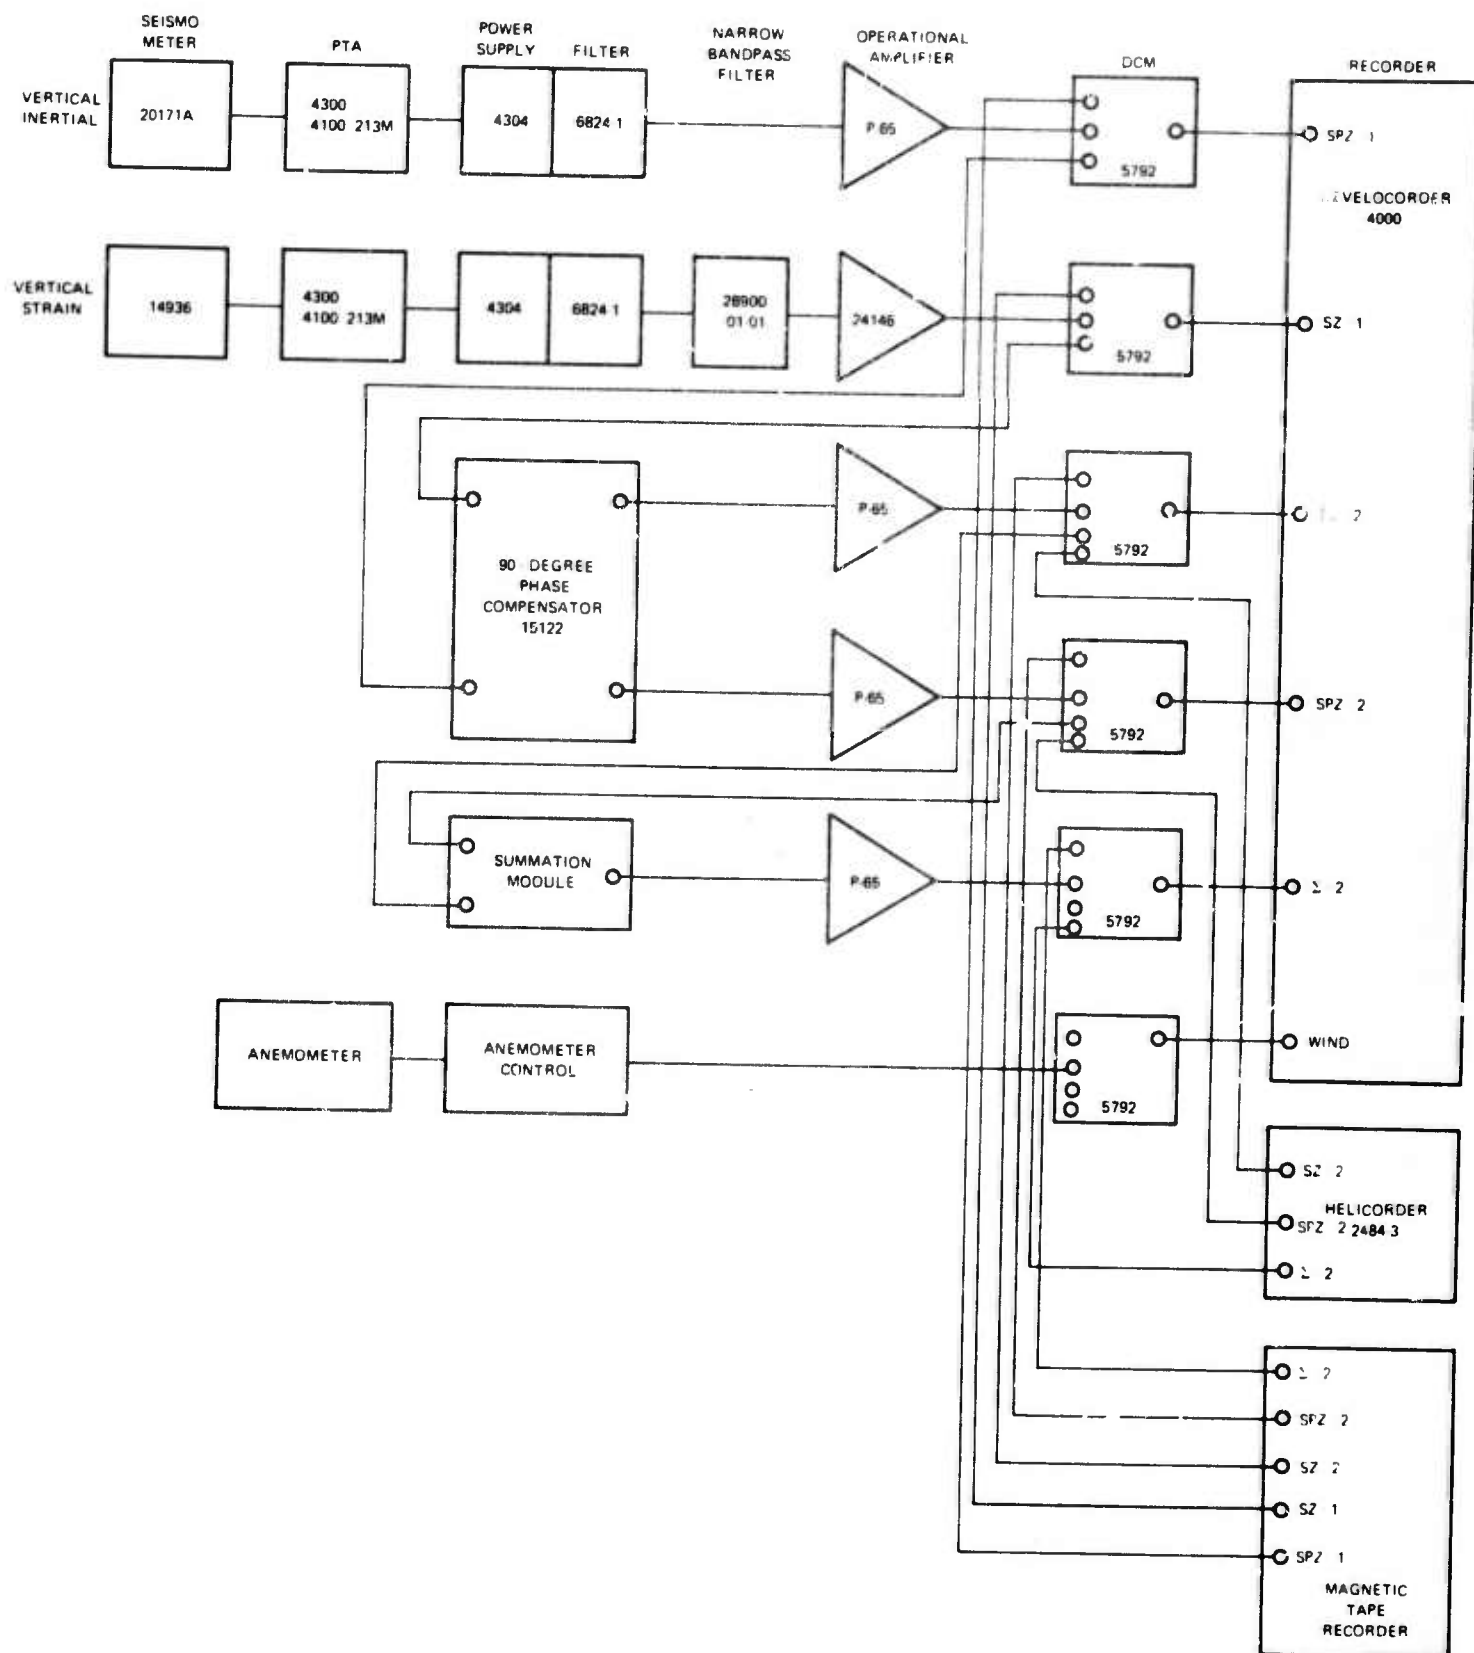 SEISMO
METER
PTA
POWER
SUPPLY
FILTER
NARROW
BANDPASS
FILTER
OPERATIONAL
AMPLIFIER
DCM
RECORDER
VERTICAL
INERTIAL
20171A
4300
4100 213M
4304
6824 1
P 65
5792
SPZ 1
VELOCORDER
4000
VERTICAL
STRAIN
14936
4300
4100 213M
4304
6824 1
28900
01 01
24146
5792
SZ 1
90 DEGREE
PHASE
COMPENSATOR
15122
P-65
5792
2
P-65
5792
SPZ 2
SUMMATION
MODULE
P-65
5792
Σ 2
ANEMOMETER
ANEMOMETER
CONTROL
5792
WIND
SZ 2
HELICORDER
SPZ 2 2484 3
Σ 2
Σ 2
SPZ 2
SZ 2
SZ 1
SPZ 1
MAGNETIC
TAPE
RECORDER